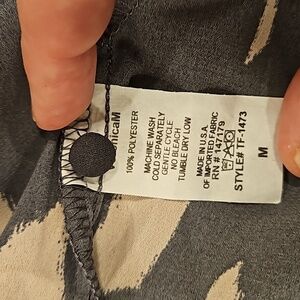 nicaM
100% POLYESTER
MACHINE WASH
COLD SEPARATELY
GENTLE CYCLE
NO BLEACH
TUMBLE DRY LOW
MADE IN U.S.A.
OF IMPORTED FABRIC
RN # 147179
STYLE# TF-1473
M